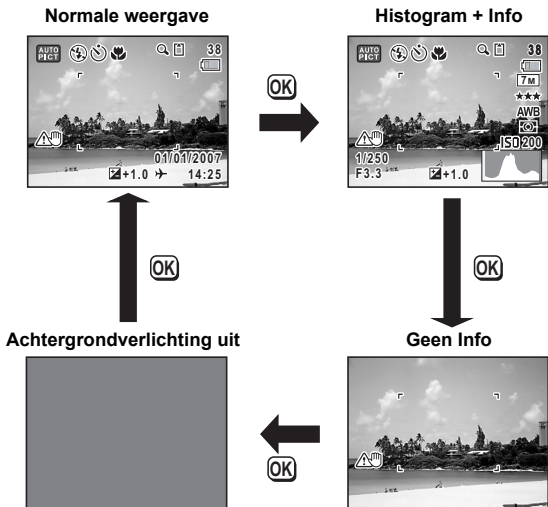 Normale weergave
Histogram + Info
AUTO PICT
38
01/01/2007
+1.0 14:25
OK
AUTO PICT
38
7M
AWB
ISO 200
1/250
F3.3 +1.0
OK
OK
Achtergrondverlichting uit
Geen Info
OK